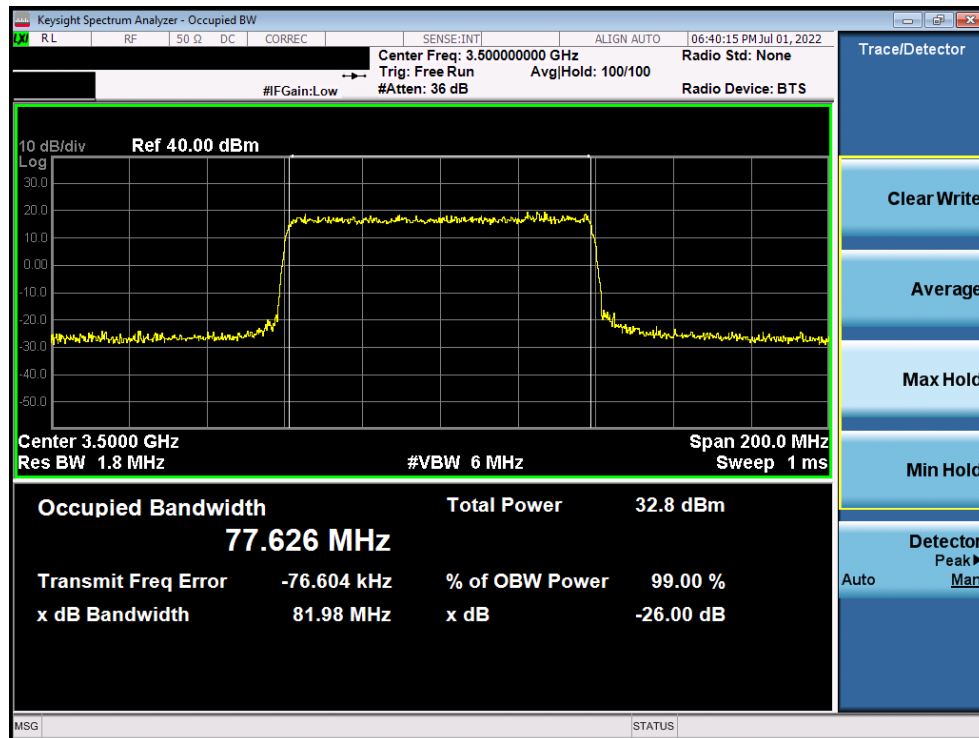 Keysight Spectrum Analyzer - Occupied BW
LXI RL RF 50 Ω DC CORREC SENSE:INT ALIGN AUTO 06:40:15 PM Jul 01, 2022
Center Freq: 3.500000000 GHz Radio Std: None
Trig: Free Run Avg|Hold: 100/100
#IFGain:Low #Atten: 36 dB Radio Device: BTS
Trace/Detector
10 dB/div Ref 40.00 dBm
Log
30.0
20.0
10.0
0.00
-10.0
-20.0
-30.0
-40.0
-50.0
Center 3.5000 GHz Span 200.0 MHz
Res BW 1.8 MHz #VBW 6 MHz Sweep 1 ms
Occupied Bandwidth Total Power 32.8 dBm
77.626 MHz
Transmit Freq Error -76.604 kHz % of OBW Power 99.00 %
x dB Bandwidth 81.98 MHz x dB -26.00 dB
Clear Write
Average
Max Hold
Min Hold
Detector
Peak▶
Auto Man
MSG STATUS